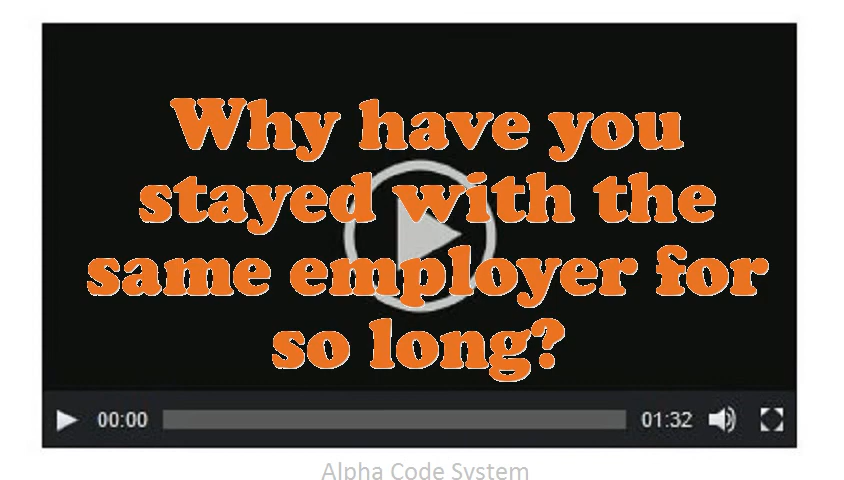 Why have you
stayed with the
same employer for
so long?
00:00 01:32
Alpha Code System